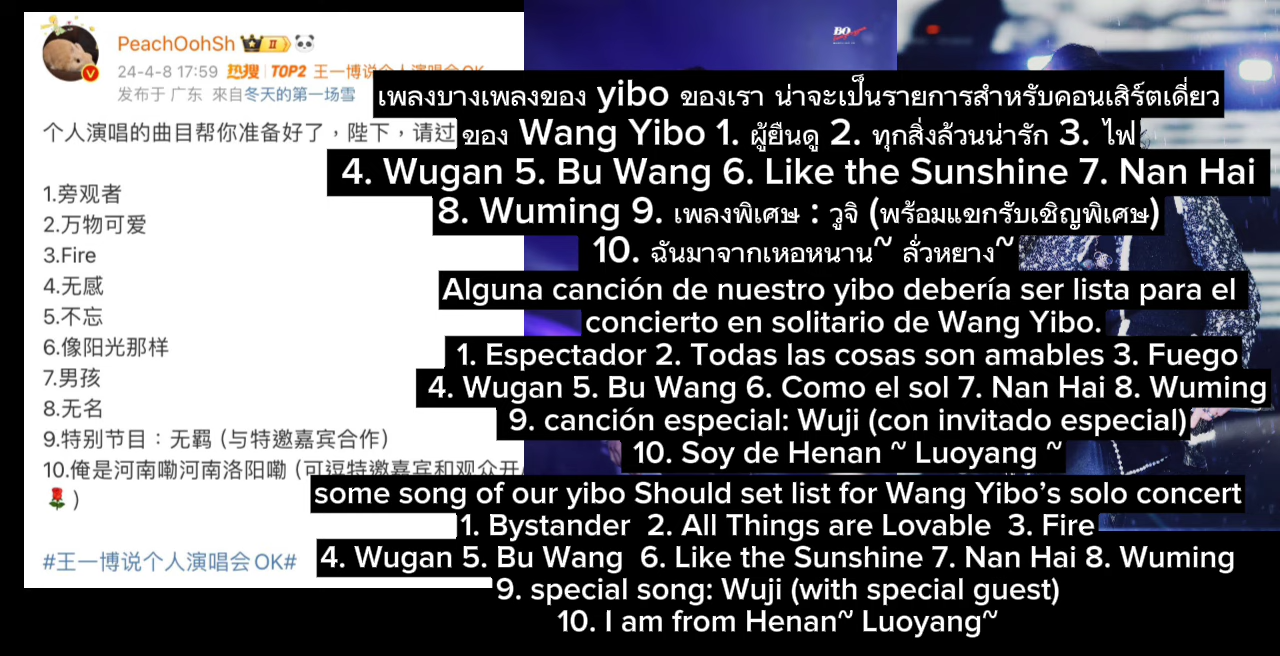 PeachOohSh II
24-4-8 17:59 热搜 TOP2 王一博说个人演唱会OK
发布于 广东 來自冬天的第一场雪
个人演唱的曲目帮你准备好了，陛下，请过
1.旁观者
2.万物可爱
3.Fire
4.无感
5.不忘
6.像阳光那样
7.男孩
8.无名
9.特别节目：无羁 (与特邀嘉宾合作)
10.俺是河南嘞河南洛阳嘞 (可逗特邀嘉宾和观众开
🌹 )
#王一博说个人演唱会OK#
BO
เพลงบางเพลงของ yibo ของเรา น่าจะเป็นรายการสำหรับคอนเสิร์ตเดี่ยว
ของ Wang Yibo 1. ผู้ยืนดู 2. ทุกสิ่งล้วนน่ารัก 3. ไฟ
4. Wugan 5. Bu Wang 6. Like the Sunshine 7. Nan Hai
8. Wuming 9. เพลงพิเศษ : วูจิ (พร้อมแขกรับเชิญพิเศษ)
10. ฉันมาจากเหอหนาน~ ลั่วหยาง~
Alguna canción de nuestro yibo debería ser lista para el
concierto en solitario de Wang Yibo.
1. Espectador 2. Todas las cosas son amables 3. Fuego
4. Wugan 5. Bu Wang 6. Como el sol 7. Nan Hai 8. Wuming
9. canción especial: Wuji (con invitado especial)
10. Soy de Henan ~ Luoyang ~
some song of our yibo Should set list for Wang Yibo’s solo concert
1. Bystander 2. All Things are Lovable 3. Fire
4. Wugan 5. Bu Wang 6. Like the Sunshine 7. Nan Hai 8. Wuming
9. special song: Wuji (with special guest)
10. I am from Henan~ Luoyang~